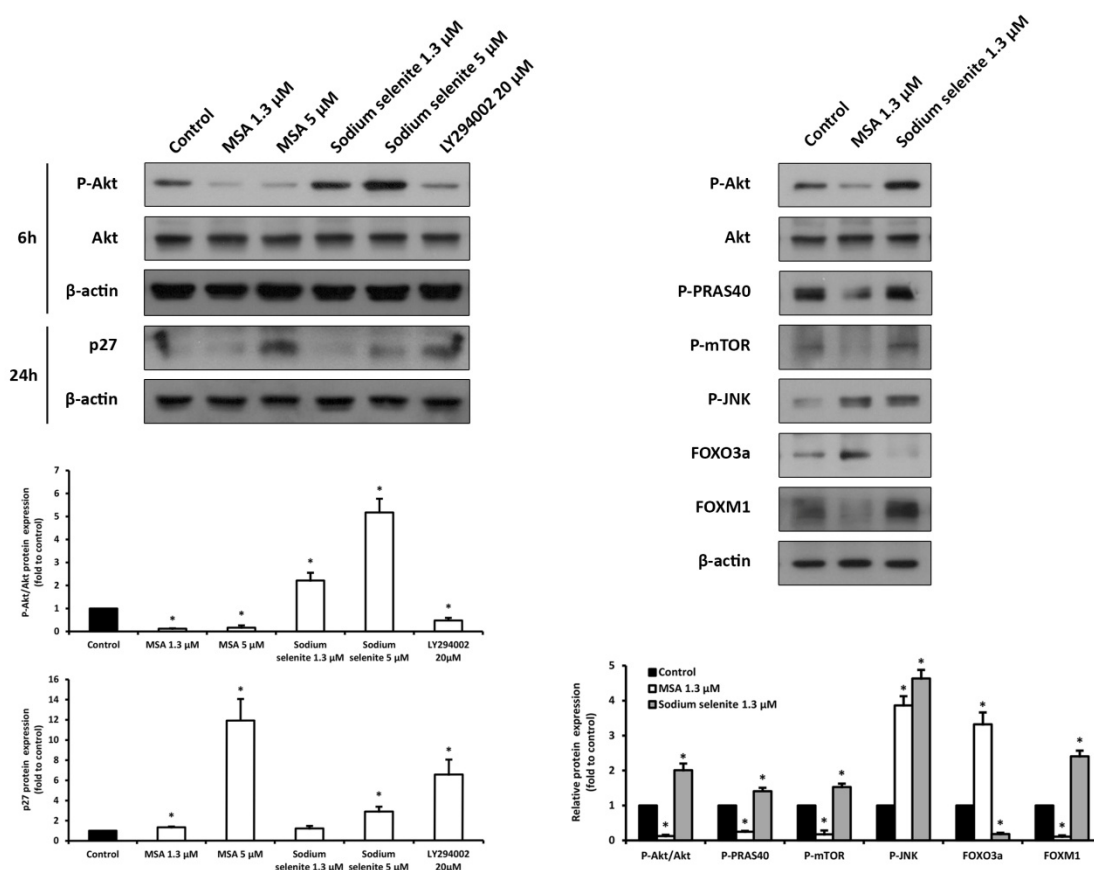 Control
MSA 1.3 µM
MSA 5 µM
Sodium selenite 1.3 µM
Sodium selenite 5 µM
LY294002 20 µM
6h
P-Akt
Akt
β-actin
24h
p27
β-actin
P-Akt/Akt protein expression
(fold to control)
7
6
5
4
3
2
1
0
*
*
*
*
*
Control
MSA 1.3 µM
MSA 5 µM
Sodium
selenite 1.3 µM
Sodium
selenite 5 µM
LY294002
20µM
p27 protein expression
(fold to control)
16
14
12
10
8
6
4
2
0
*
*
*
*
Control
MSA 1.3 µM
MSA 5 µM
Sodium
selenite 1.3 µM
Sodium
selenite 5 µM
LY294002
20µM
Control
MSA 1.3 µM
Sodium selenite 1.3 µM
P-Akt
Akt
P-PRAS40
P-mTOR
P-JNK
FOXO3a
FOXM1
β-actin
Relative protein expression
(fold to control)
5
4
3
2
1
0
Control
MSA 1.3 µM
Sodium selenite 1.3 µM
*
*
*
*
*
*
*
*
*
*
*
*
P-Akt/Akt
P-PRAS40
P-mTOR
P-JNK
FOXO3a
FOXM1